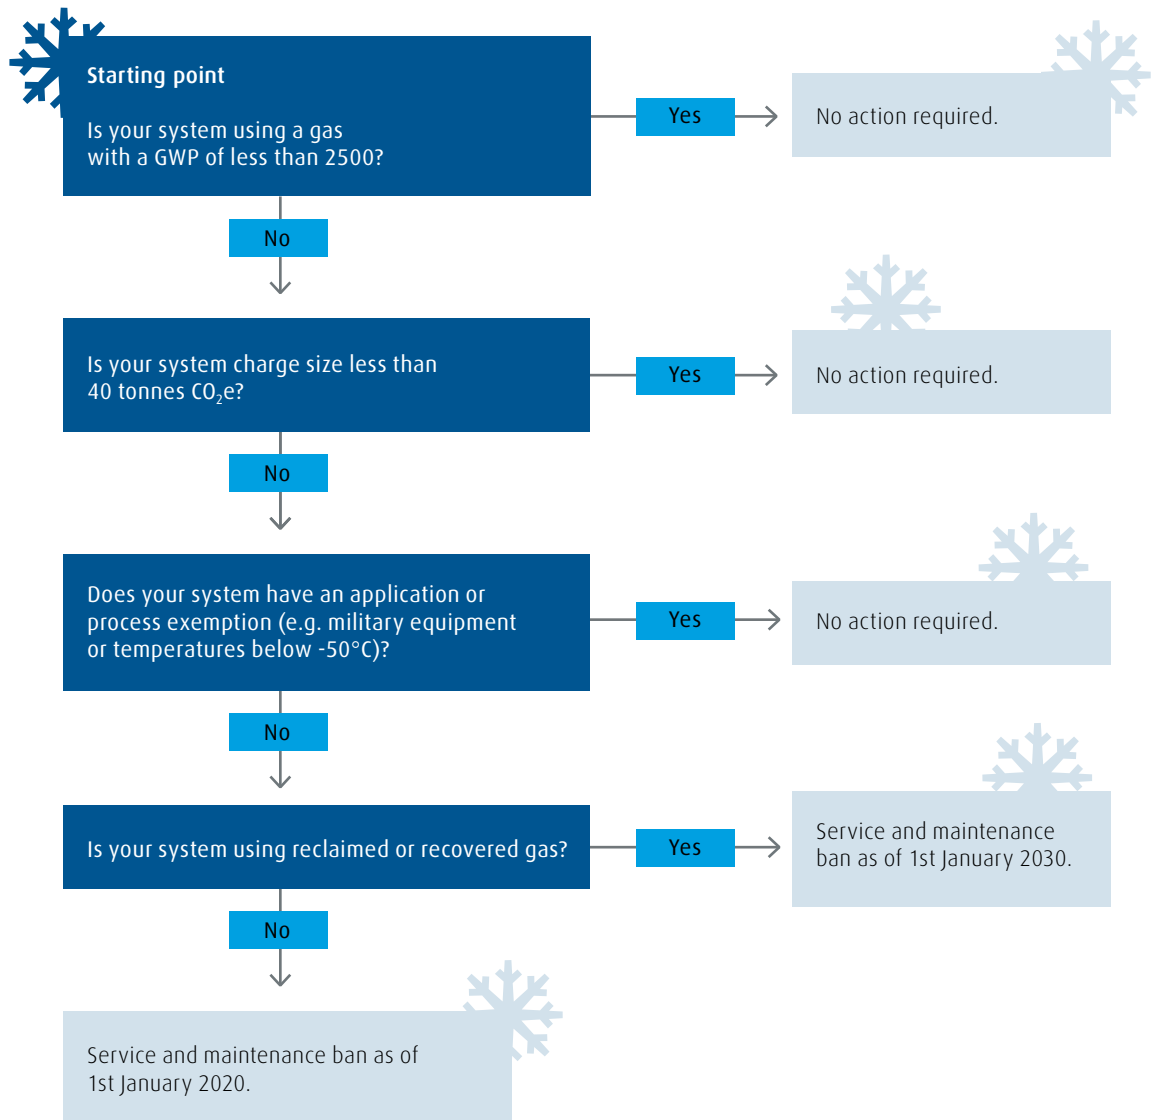 Starting point
Is your system using a gas
with a GWP of less than 2500?
Yes
No action required.
No
Is your system charge size less than
40 tonnes CO₂e?
Yes
No action required.
No
Does your system have an application or
process exemption (e.g. military equipment
or temperatures below -50°C)?
Yes
No action required.
No
Is your system using reclaimed or recovered gas?
Yes
Service and maintenance
ban as of 1st January 2030.
No
Service and maintenance ban as of
1st January 2020.